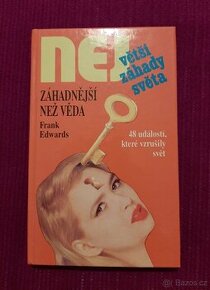 NEJ
větší
záhady
světa
ZÁHADNĚJŠÍ
NEŽ VĚDA
Frank
Edwards
48 událostí,
které vzrušily
svět
Bazos.cz